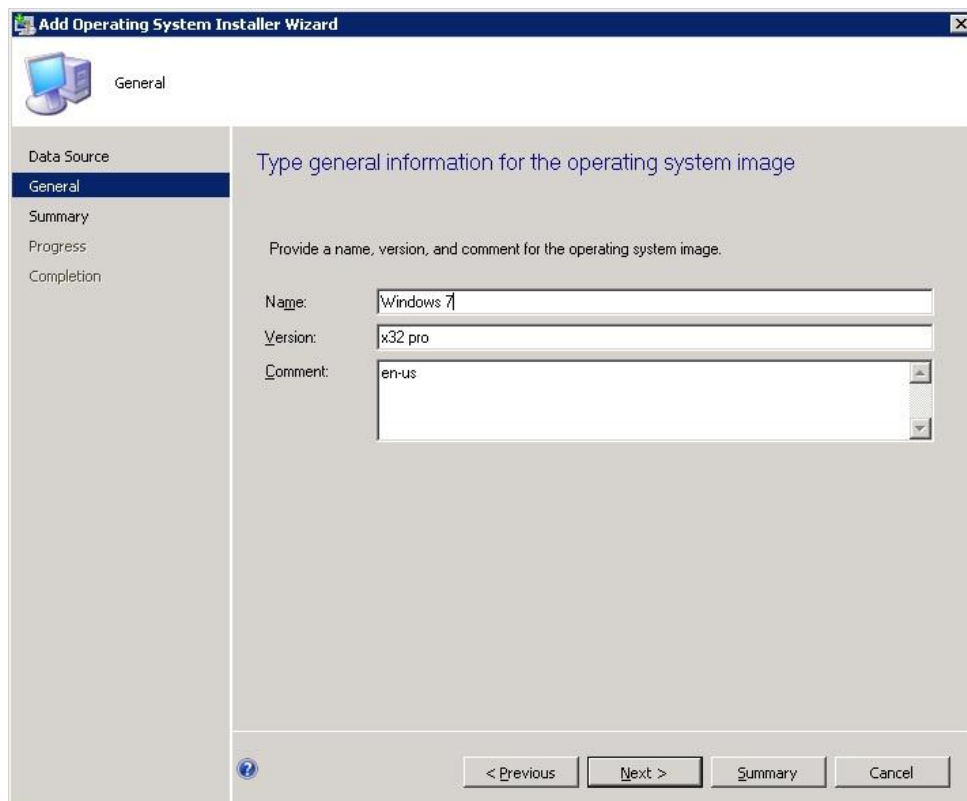 Add Operating System Installer Wizard
General
Data Source
General
Summary
Progress
Completion
Type general information for the operating system image
Provide a name, version, and comment for the operating system image.
Name: Windows 7
Version: x32 pro
Comment: en-us
< Previous Next > Summary Cancel